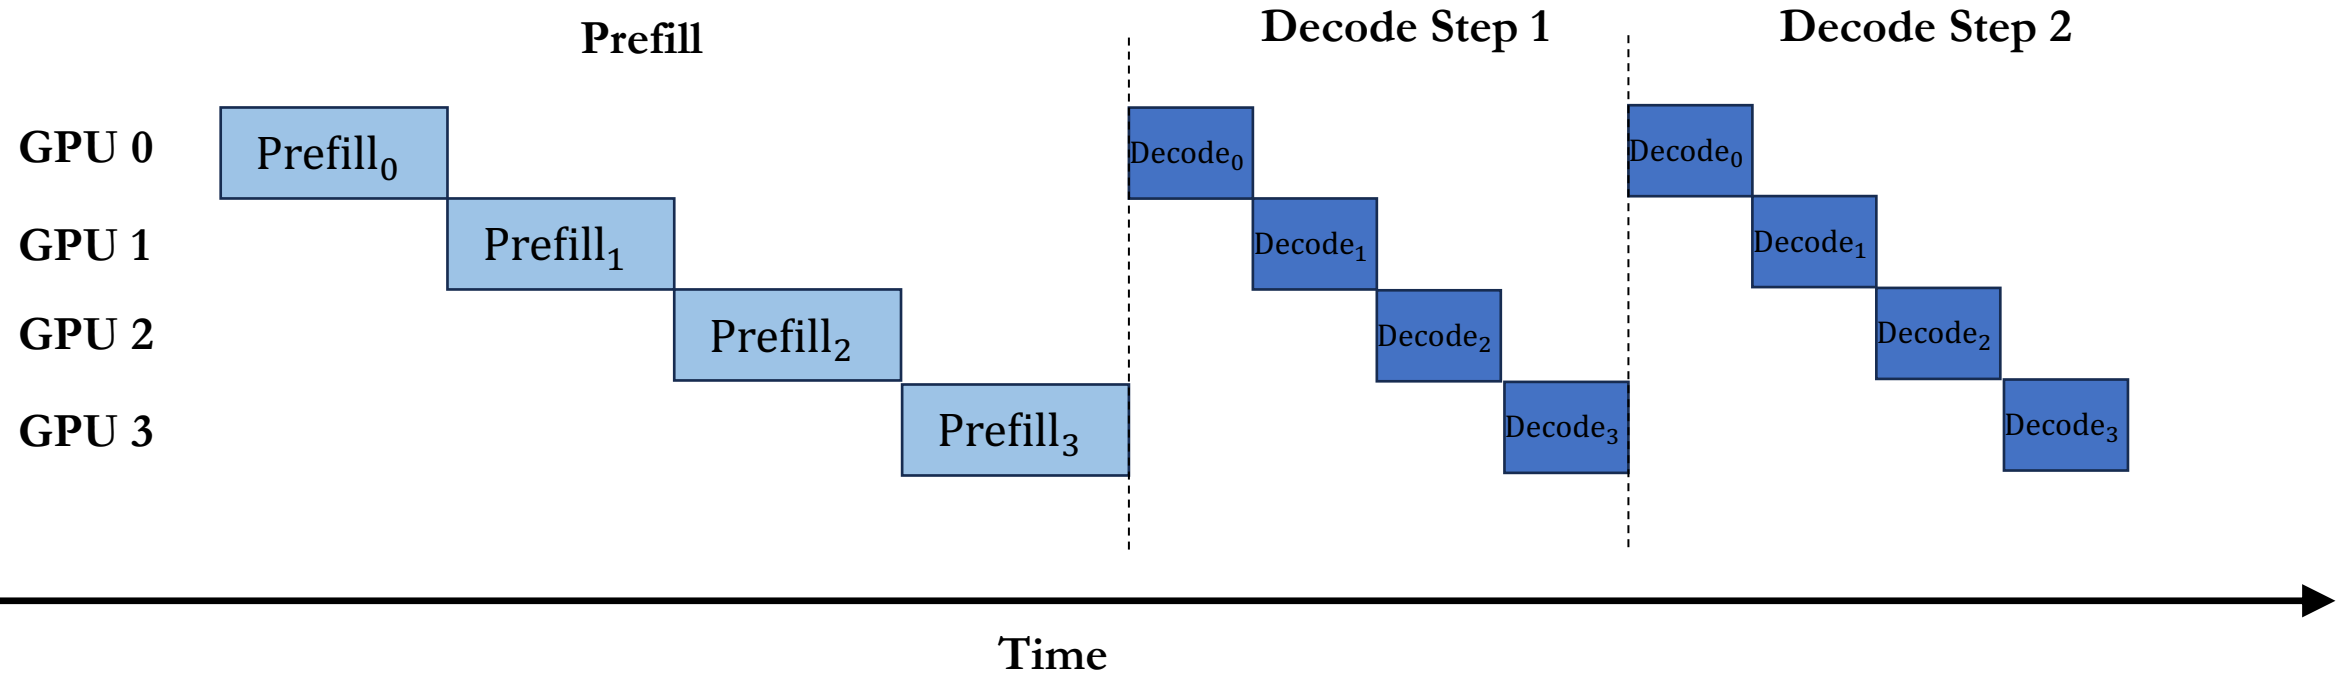 Prefill
Decode Step 1
Decode Step 2
GPU 0
Prefill₀
Decode₀
Decode₀
GPU 1
Prefill₁
Decode₁
Decode₁
GPU 2
Prefill₂
Decode₂
Decode₂
GPU 3
Prefill₃
Decode₃
Decode₃
Time